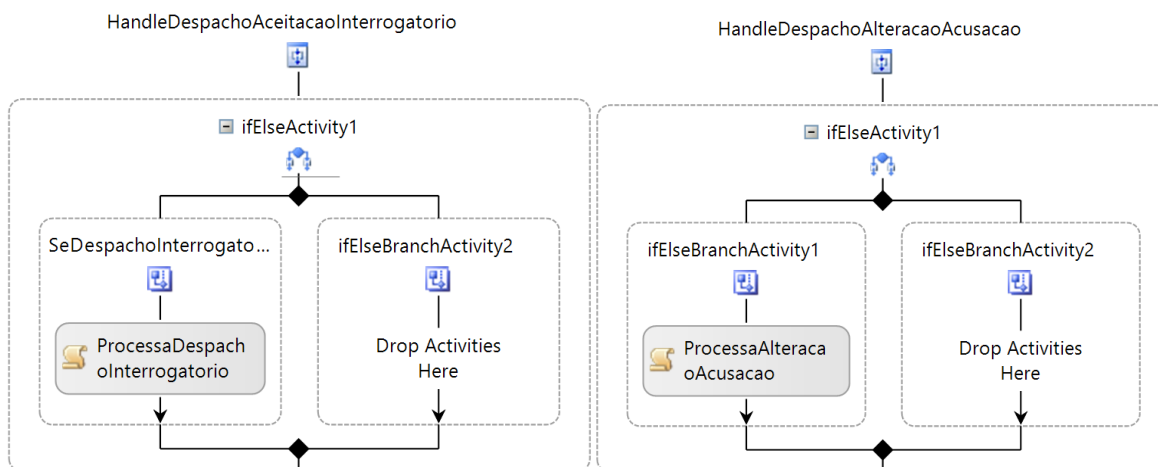 HandleDespachoAceitacaoInterrogatorio
ifElseActivity1
SeDespachoInterrogato...
ifElseBranchActivity2
ProcessaDespach
oInterrogatorio
Drop Activities
Here
HandleDespachoAlteracaoAcusacao
ifElseActivity1
ifElseBranchActivity1
ifElseBranchActivity2
ProcessaAlteraca
oAcusacao
Drop Activities
Here